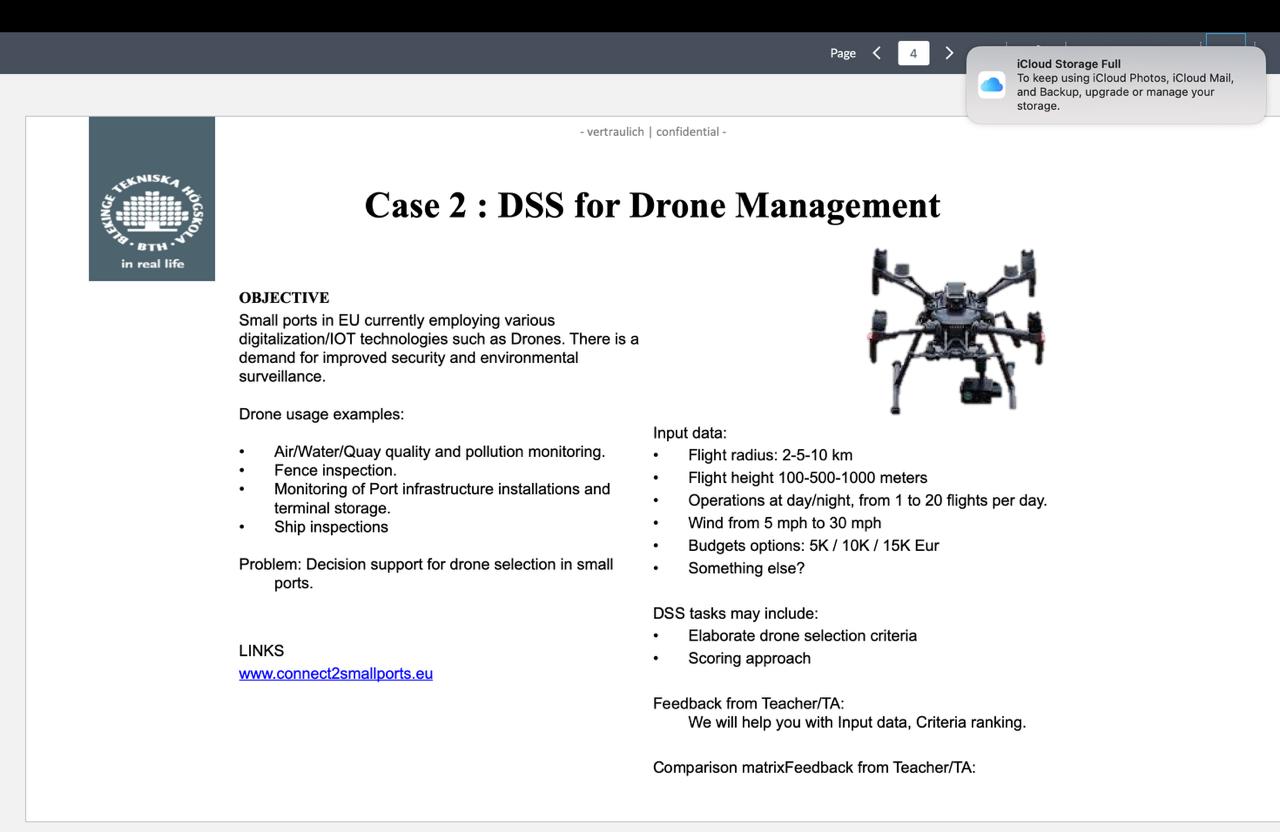 Page
4
iCloud Storage Full
To keep using iCloud Photos, iCloud Mail,
and Backup, upgrade or manage your
storage.
- vertraulich | confidential -
BLEKINGE TEKNISKA HÖGSKOLA
· BTH ·
in real life
Case 2 : DSS for Drone Management
OBJECTIVE
Small ports in EU currently employing various
digitalization/IOT technologies such as Drones. There is a
demand for improved security and environmental
surveillance.
Drone usage examples:
• Air/Water/Quay quality and pollution monitoring.
• Fence inspection.
• Monitoring of Port infrastructure installations and
terminal storage.
• Ship inspections
Problem: Decision support for drone selection in small
ports.
LINKS
www.connect2smallports.eu
Input data:
• Flight radius: 2-5-10 km
• Flight height 100-500-1000 meters
• Operations at day/night, from 1 to 20 flights per day.
• Wind from 5 mph to 30 mph
• Budgets options: 5K / 10K / 15K Eur
• Something else?
DSS tasks may include:
• Elaborate drone selection criteria
• Scoring approach
Feedback from Teacher/TA:
We will help you with Input data, Criteria ranking.
Comparison matrixFeedback from Teacher/TA: